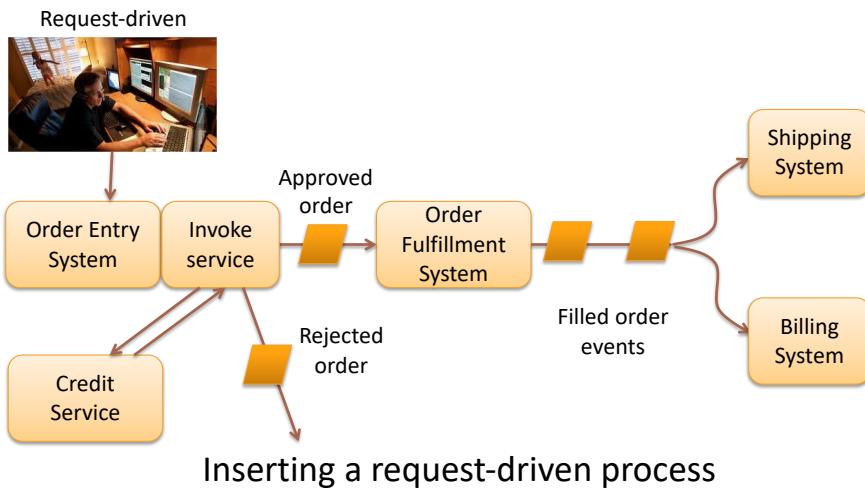 Request-driven
Shipping
System
Approved
order
Order Entry
System
Invoke
service
Order
Fulfillment
System
Rejected
order
Filled order
events
Billing
System
Credit
Service
Inserting a request-driven process